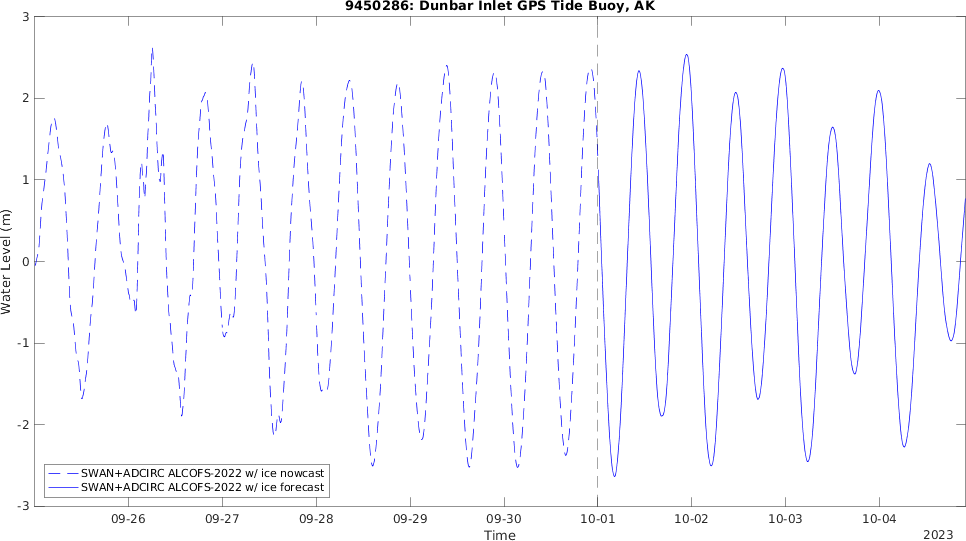 9450286: Dunbar Inlet GPS Tide Buoy, AK
3
2
1
0
-1
-2
-3
Water Level (m)
SWAN+ADCIRC ALCOFS-2022 w/ ice nowcast
SWAN+ADCIRC ALCOFS-2022 w/ ice forecast
09-26 09-27 09-28 09-29 09-30 10-01 10-02 10-03 10-04
Time
2023